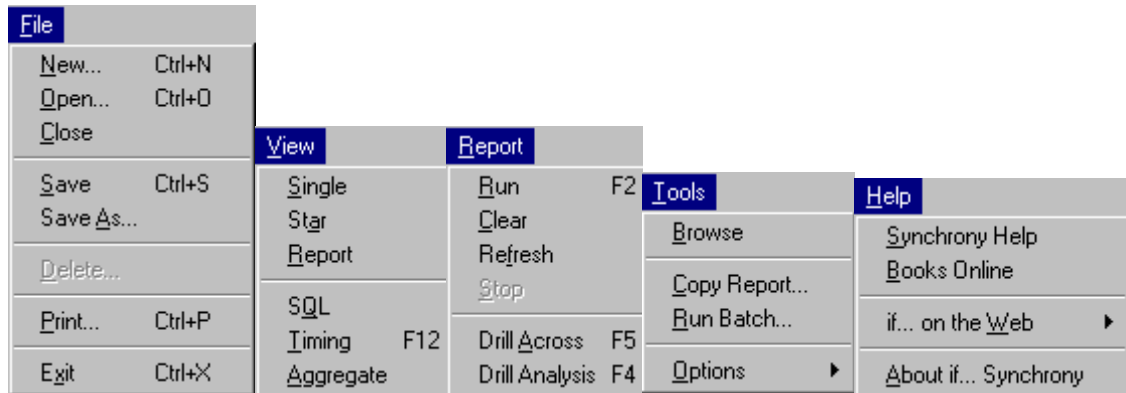 File
New... Ctrl+N
Open... Ctrl+O
Close
Save Ctrl+S
Save As...
Delete...
Print... Ctrl+P
Exit Ctrl+X
View
Single
Star
Report
SQL
Timing F12
Aggregate
Report
Run F2
Clear
Refresh
Stop
Drill Across F5
Drill Analysis F4
Tools
Browse
Copy Report...
Run Batch...
Options
Help
Synchrony Help
Books Online
if... on the Web
About if... Synchrony